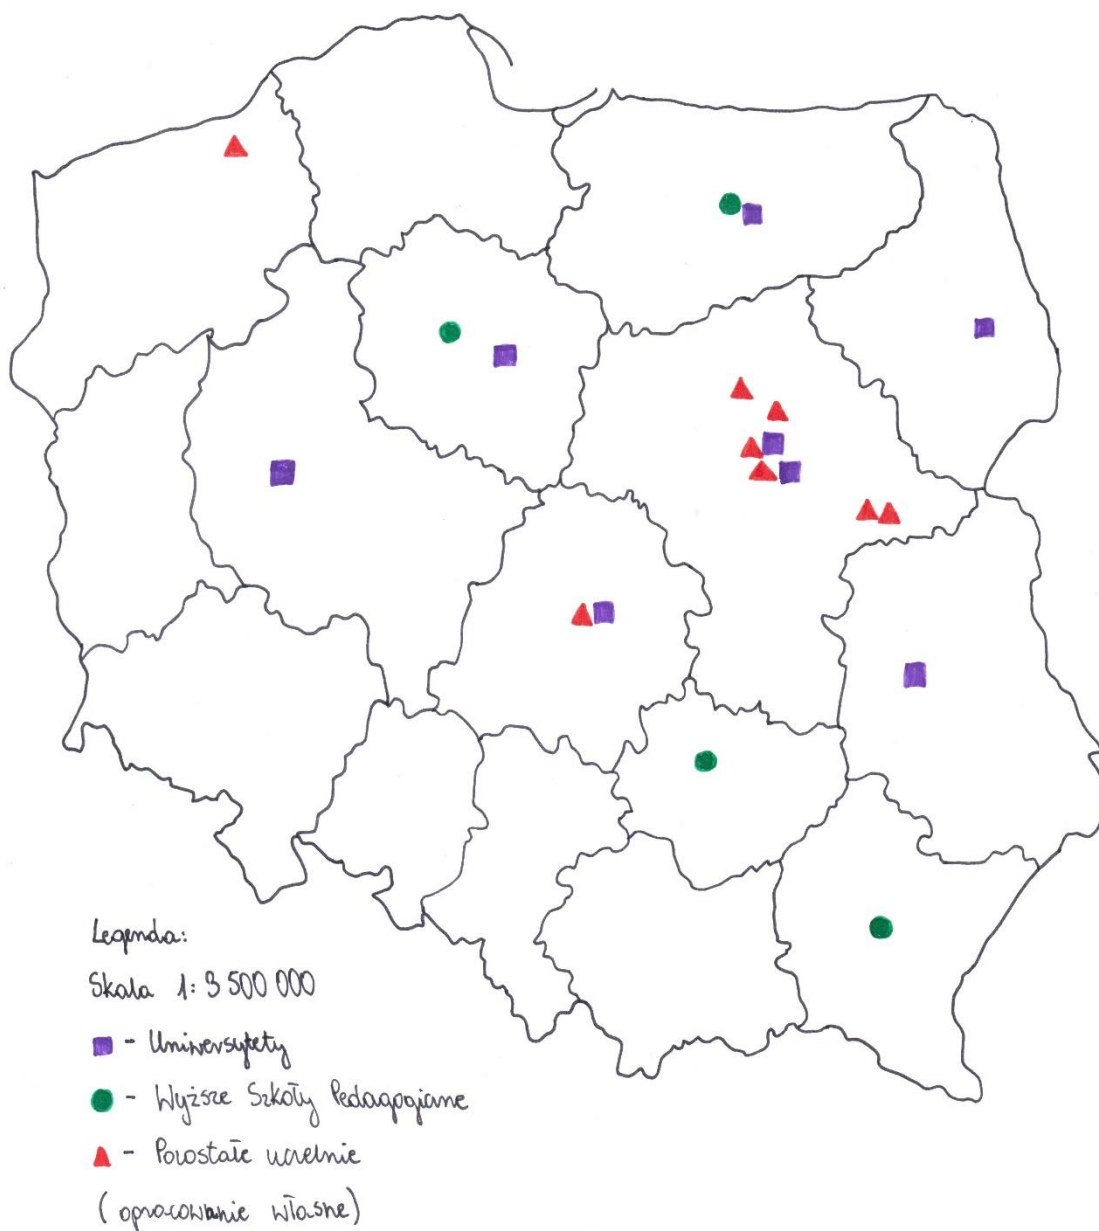 Legenda:
Skala 1: 3 500 000
- Uniwersytety
- Wyższe Szkoły Pedagogiczne
- Pozostałe uczelnie
(opracowanie własne)